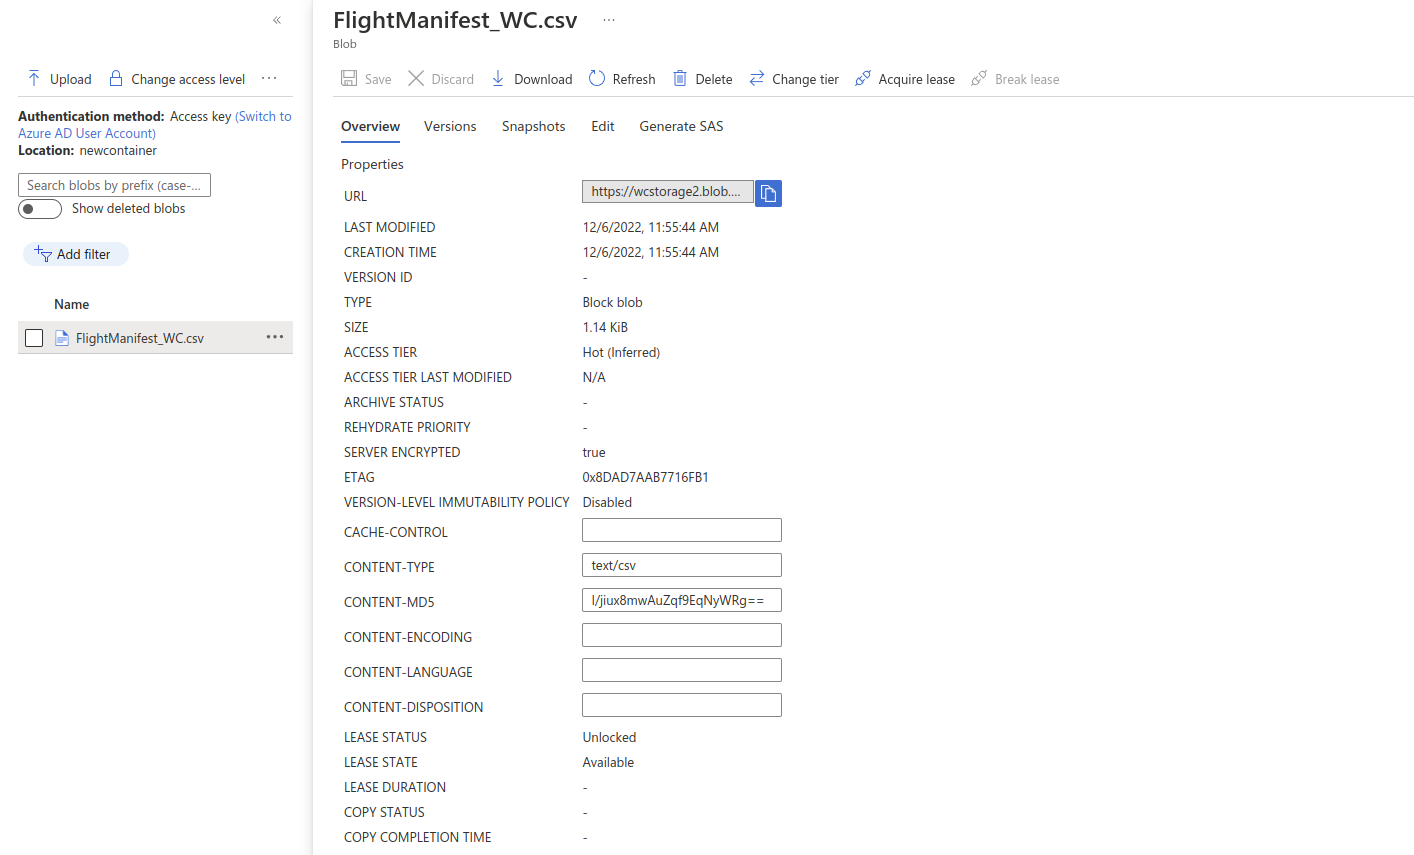 «
Upload
Change access level
...
Authentication method: Access key (Switch to
Azure AD User Account)
Location: newcontainer
Search blobs by prefix (case-...
Show deleted blobs
Add filter
Name
FlightManifest_WC.csv
...
FlightManifest_WC.csv
...
Blob
Save
Discard
Download
Refresh
Delete
Change tier
Acquire lease
Break lease
Overview
Versions
Snapshots
Edit
Generate SAS
Properties
URL https://wcstorage2.blob....
LAST MODIFIED 12/6/2022, 11:55:44 AM
CREATION TIME 12/6/2022, 11:55:44 AM
VERSION ID -
TYPE Block blob
SIZE 1.14 KiB
ACCESS TIER Hot (Inferred)
ACCESS TIER LAST MODIFIED N/A
ARCHIVE STATUS -
REHYDRATE PRIORITY -
SERVER ENCRYPTED true
ETAG 0x8DAD7AAB7716FB1
VERSION-LEVEL IMMUTABILITY POLICY Disabled
CACHE-CONTROL
CONTENT-TYPE text/csv
CONTENT-MD5 l/jiux8mwAuZqf9EqNyWRg==
CONTENT-ENCODING
CONTENT-LANGUAGE
CONTENT-DISPOSITION
LEASE STATUS Unlocked
LEASE STATE Available
LEASE DURATION -
COPY STATUS -
COPY COMPLETION TIME -